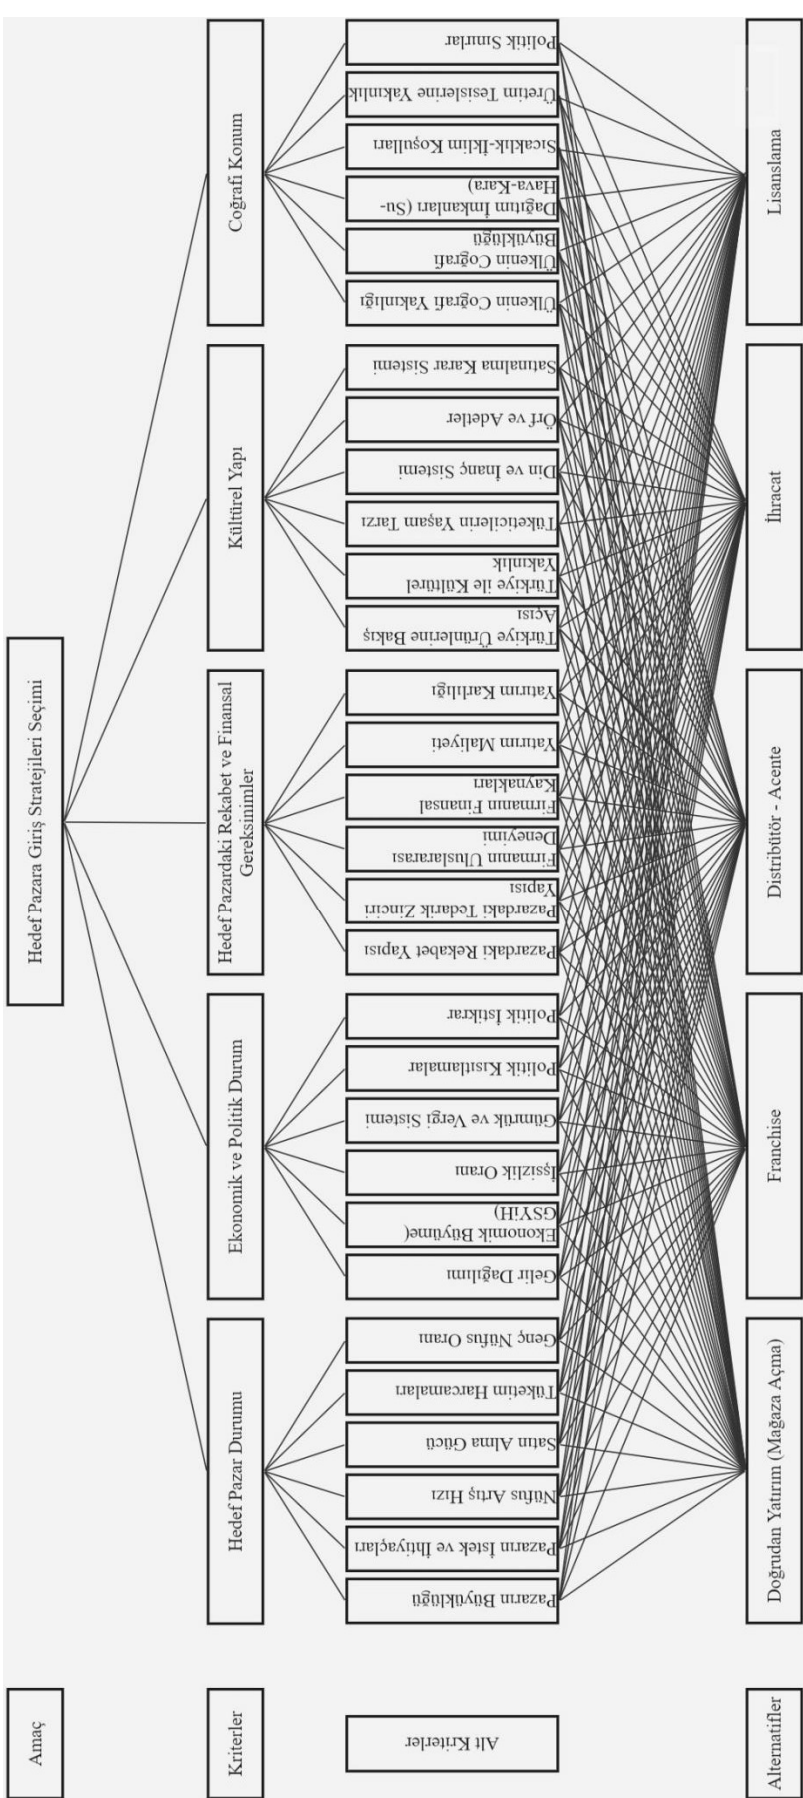 Amaç
Hedef Pazara Giriş Stratejileri Seçimi
Kriterler
Hedef Pazar Durumu
Ekonomik ve Politik Durum
Hedef Pazardaki Rekabet ve Finansal
Gereksinimler
Kültürel Yapı
Coğrafi Konum
Alt Kriterler
Pazarın Büyüklüğü
Pazarın İstek ve İhtiyaçları
Nüfus Artış Hızı
Satın Alma Gücü
Tüketim Harcamaları
Genç Nüfus Oranı
Gelir Dağılımı
Ekonomik Büyüme(
GSYiH)
İşsizlik Oranı
Gümrük ve Vergi Sistemi
Politik Kısıtlamalar
Politik İstikrar
Pazardaki Rekabet Yapısı
Pazardaki Tedarik Zinciri
Yapısı
Firmanın Uluslararası
Deneyimi
Firmanın Finansal
Kaynakları
Yatırım Maliyeti
Yatırım Karlılığı
Türkiye Ürünlerine Bakış
Açısı
Türkiye ile Kültürel
Yakınlık
Tüketicilerin Yaşam Tarzı
Din ve İnanç Sistemi
Örf ve Adetler
Satınalma Karar Sistemi
Ülkenin Coğrafi Yakınlığı
Ülkenin Coğrafi
Büyüklüğü
Dağıtım İmkanları (Su-
Hava-Kara)
Sıcaklık-İklim Koşulları
Üretim Tesislerine Yakınlık
Politik Sınırlar
Alternatifler
Doğrudan Yatırım (Mağaza Açma)
Franchise
Distribütör - Acente
İhracat
Lisanslama